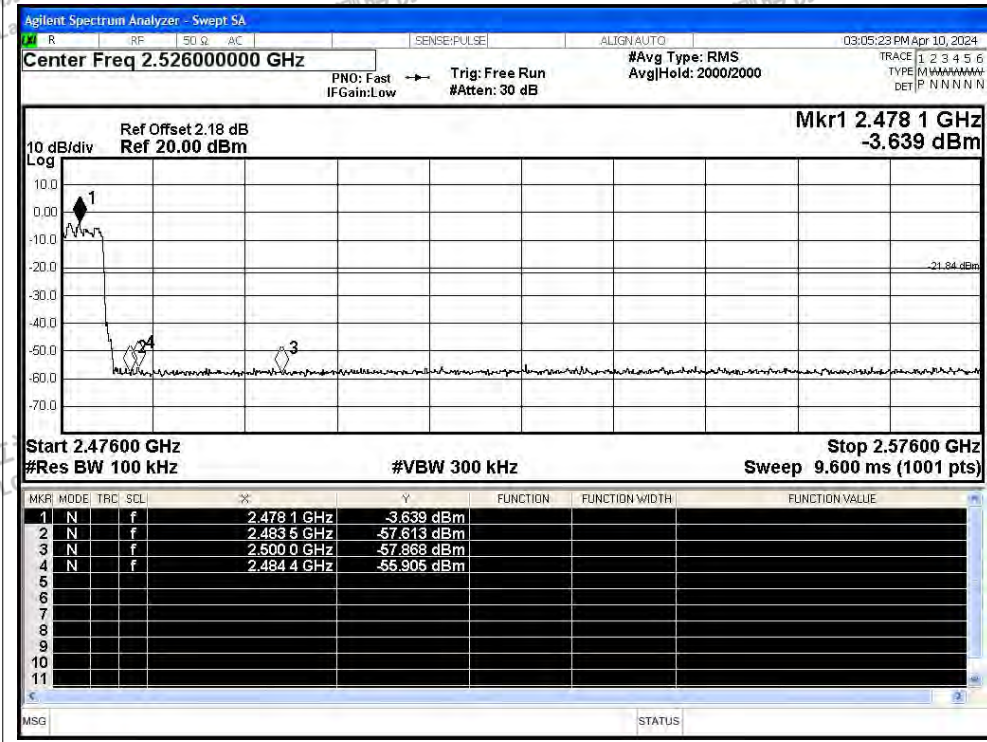 Agilent Spectrum Analyzer - Swept SA
R RF 50 Ω AC SENSE:PULSE ALIGN AUTO 03:05:23 PM Apr 10, 2024
Center Freq 2.526000000 GHz #Avg Type: RMS TRACE 1 2 3 4 5 6
PNO: Fast Trig: Free Run Avg|Hold: 2000/2000 TYPE M WWWWW
IFGain:Low #Atten: 30 dB DET P N N N N N
Mkr1 2.478 1 GHz
Ref Offset 2.18 dB
10 dB/div Ref 20.00 dBm -3.639 dBm
Log
10.0
1
0.00
-10.0
-20.0
-21.84 dBm
-30.0
-40.0
2 4 3
-50.0
-60.0
-70.0
Start 2.47600 GHz Stop 2.57600 GHz
#Res BW 100 kHz #VBW 300 kHz Sweep 9.600 ms (1001 pts)
MKR MODE TRC SCL X Y FUNCTION FUNCTION WIDTH FUNCTION VALUE
1 N f 2.478 1 GHz -3.639 dBm
2 N f 2.483 5 GHz -57.613 dBm
3 N f 2.500 0 GHz -57.868 dBm
4 N f 2.484 4 GHz -55.905 dBm
5
6
7
8
9
10
11
MSG STATUS